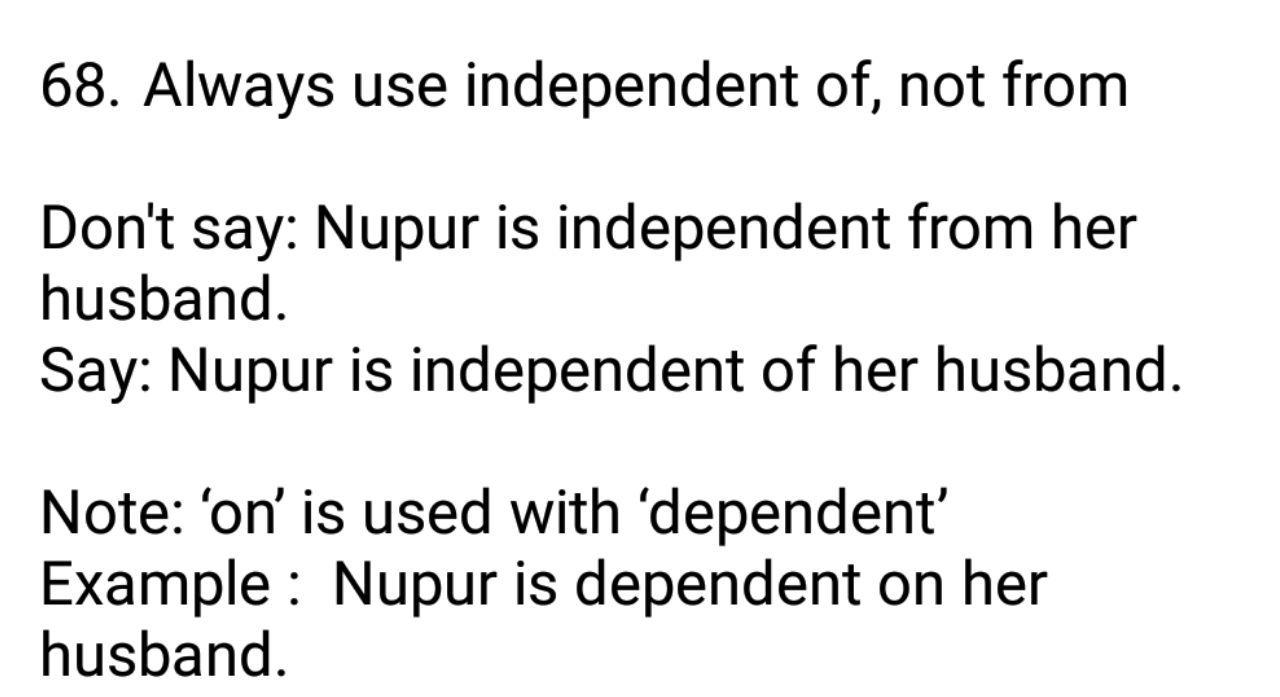 68. Always use independent of, not from
Don't say: Nupur is independent from her
husband.
Say: Nupur is independent of her husband.
Note: ‘on’ is used with ‘dependent’
Example :  Nupur is dependent on her
husband.